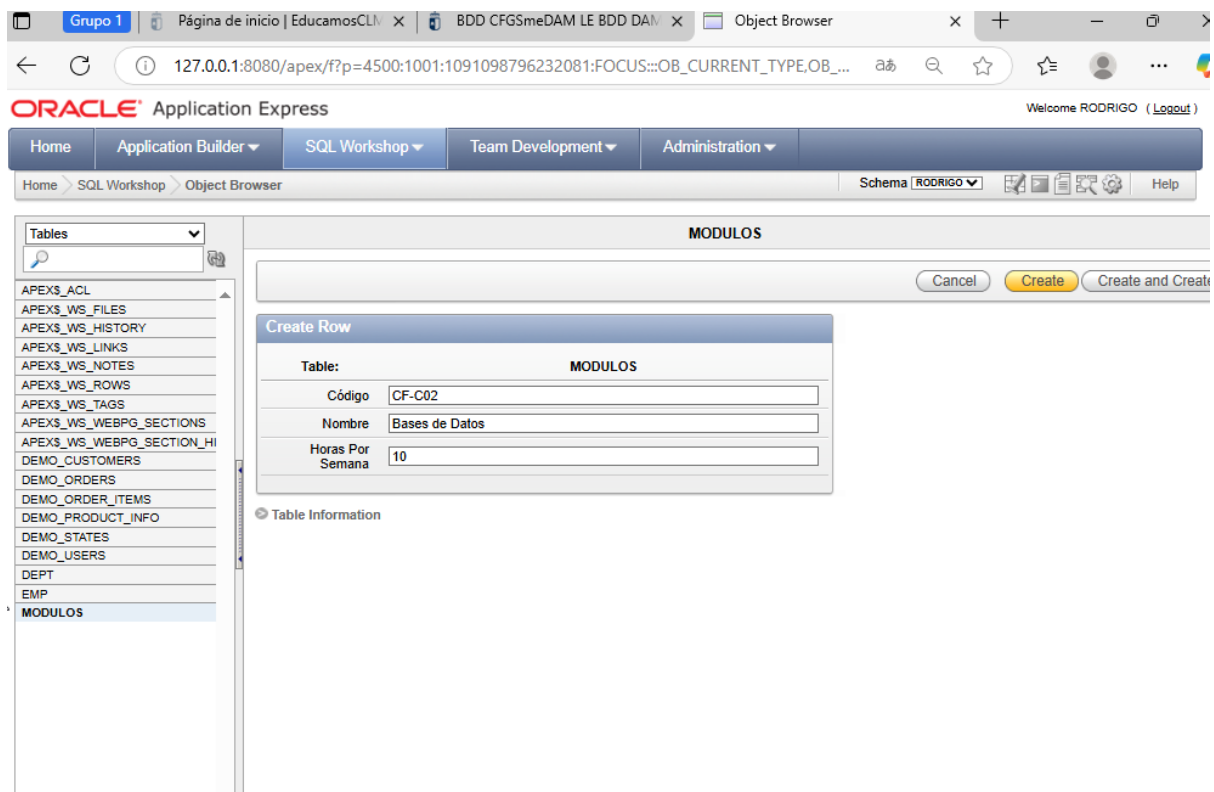 Grupo 1 Página de inicio | EducamosCLM BDD CFGSmeDAM LE BDD DAM Object Browser
127.0.0.1:8080/apex/f?p=4500:1001:1091098796232081:FOCUS:::OB_CURRENT_TYPE,OB_...
ORACLE Application Express Welcome RODRIGO ( Logout )
Home Application Builder SQL Workshop Team Development Administration
Home SQL Workshop Object Browser Schema RODRIGO Help
Tables
MODULOS
Cancel Create Create and Create
APEX$_ACL
APEX$_WS_FILES
APEX$_WS_HISTORY
APEX$_WS_LINKS
APEX$_WS_NOTES
APEX$_WS_ROWS
APEX$_WS_TAGS
APEX$_WS_WEBPG_SECTIONS
APEX$_WS_WEBPG_SECTION_HI
DEMO_CUSTOMERS
DEMO_ORDERS
DEMO_ORDER_ITEMS
DEMO_PRODUCT_INFO
DEMO_STATES
DEMO_USERS
DEPT
EMP
MODULOS
Create Row
Table: MODULOS
Código CF-C02
Nombre Bases de Datos
Horas Por
Semana 10
Table Information